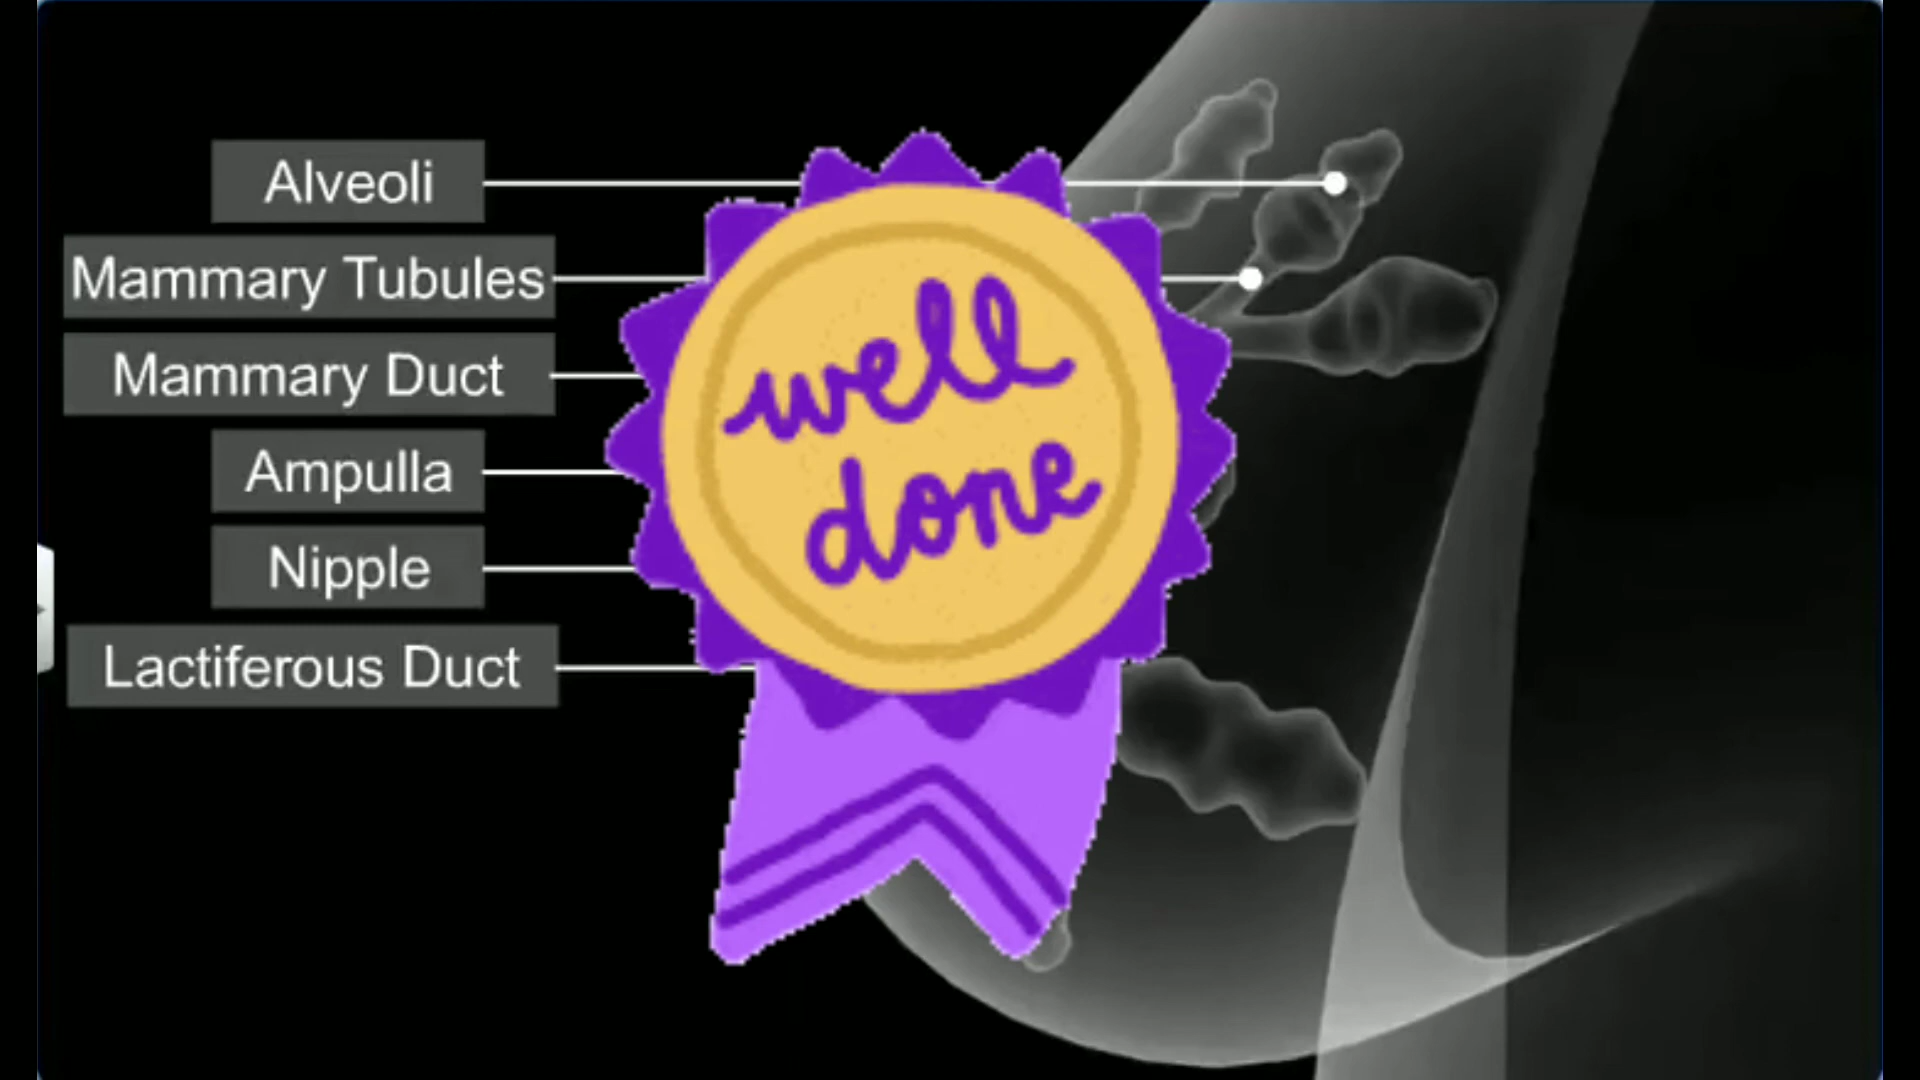 Alveoli
Mammary Tubules
Mammary Duct
Ampulla
Nipple
Lactiferous Duct
well
done